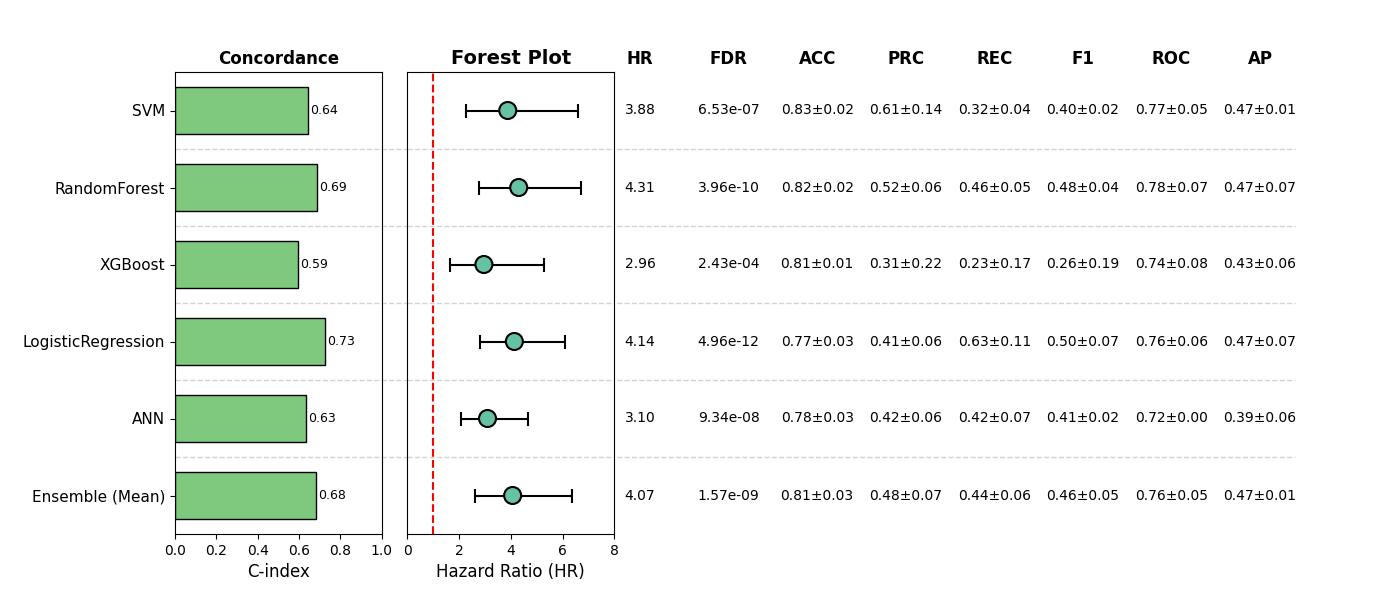 Concordance Forest Plot HR FDR ACC PRC REC F1 ROC AP
SVM 0.64 3.88 6.53e-07 0.83±0.02 0.61±0.14 0.32±0.04 0.40±0.02 0.77±0.05 0.47±0.01
RandomForest 0.69 4.31 3.96e-10 0.82±0.02 0.52±0.06 0.46±0.05 0.48±0.04 0.78±0.07 0.47±0.07
XGBoost 0.59 2.96 2.43e-04 0.81±0.01 0.31±0.22 0.23±0.17 0.26±0.19 0.74±0.08 0.43±0.06
LogisticRegression 0.73 4.14 4.96e-12 0.77±0.03 0.41±0.06 0.63±0.11 0.50±0.07 0.76±0.06 0.47±0.07
ANN 0.63 3.10 9.34e-08 0.78±0.03 0.42±0.06 0.42±0.07 0.41±0.02 0.72±0.00 0.39±0.06
Ensemble (Mean) 0.68 4.07 1.57e-09 0.81±0.03 0.48±0.07 0.44±0.06 0.46±0.05 0.76±0.05 0.47±0.01
0.0 0.2 0.4 0.6 0.8 1.0 0 2 4 6 8
C-index Hazard Ratio (HR)